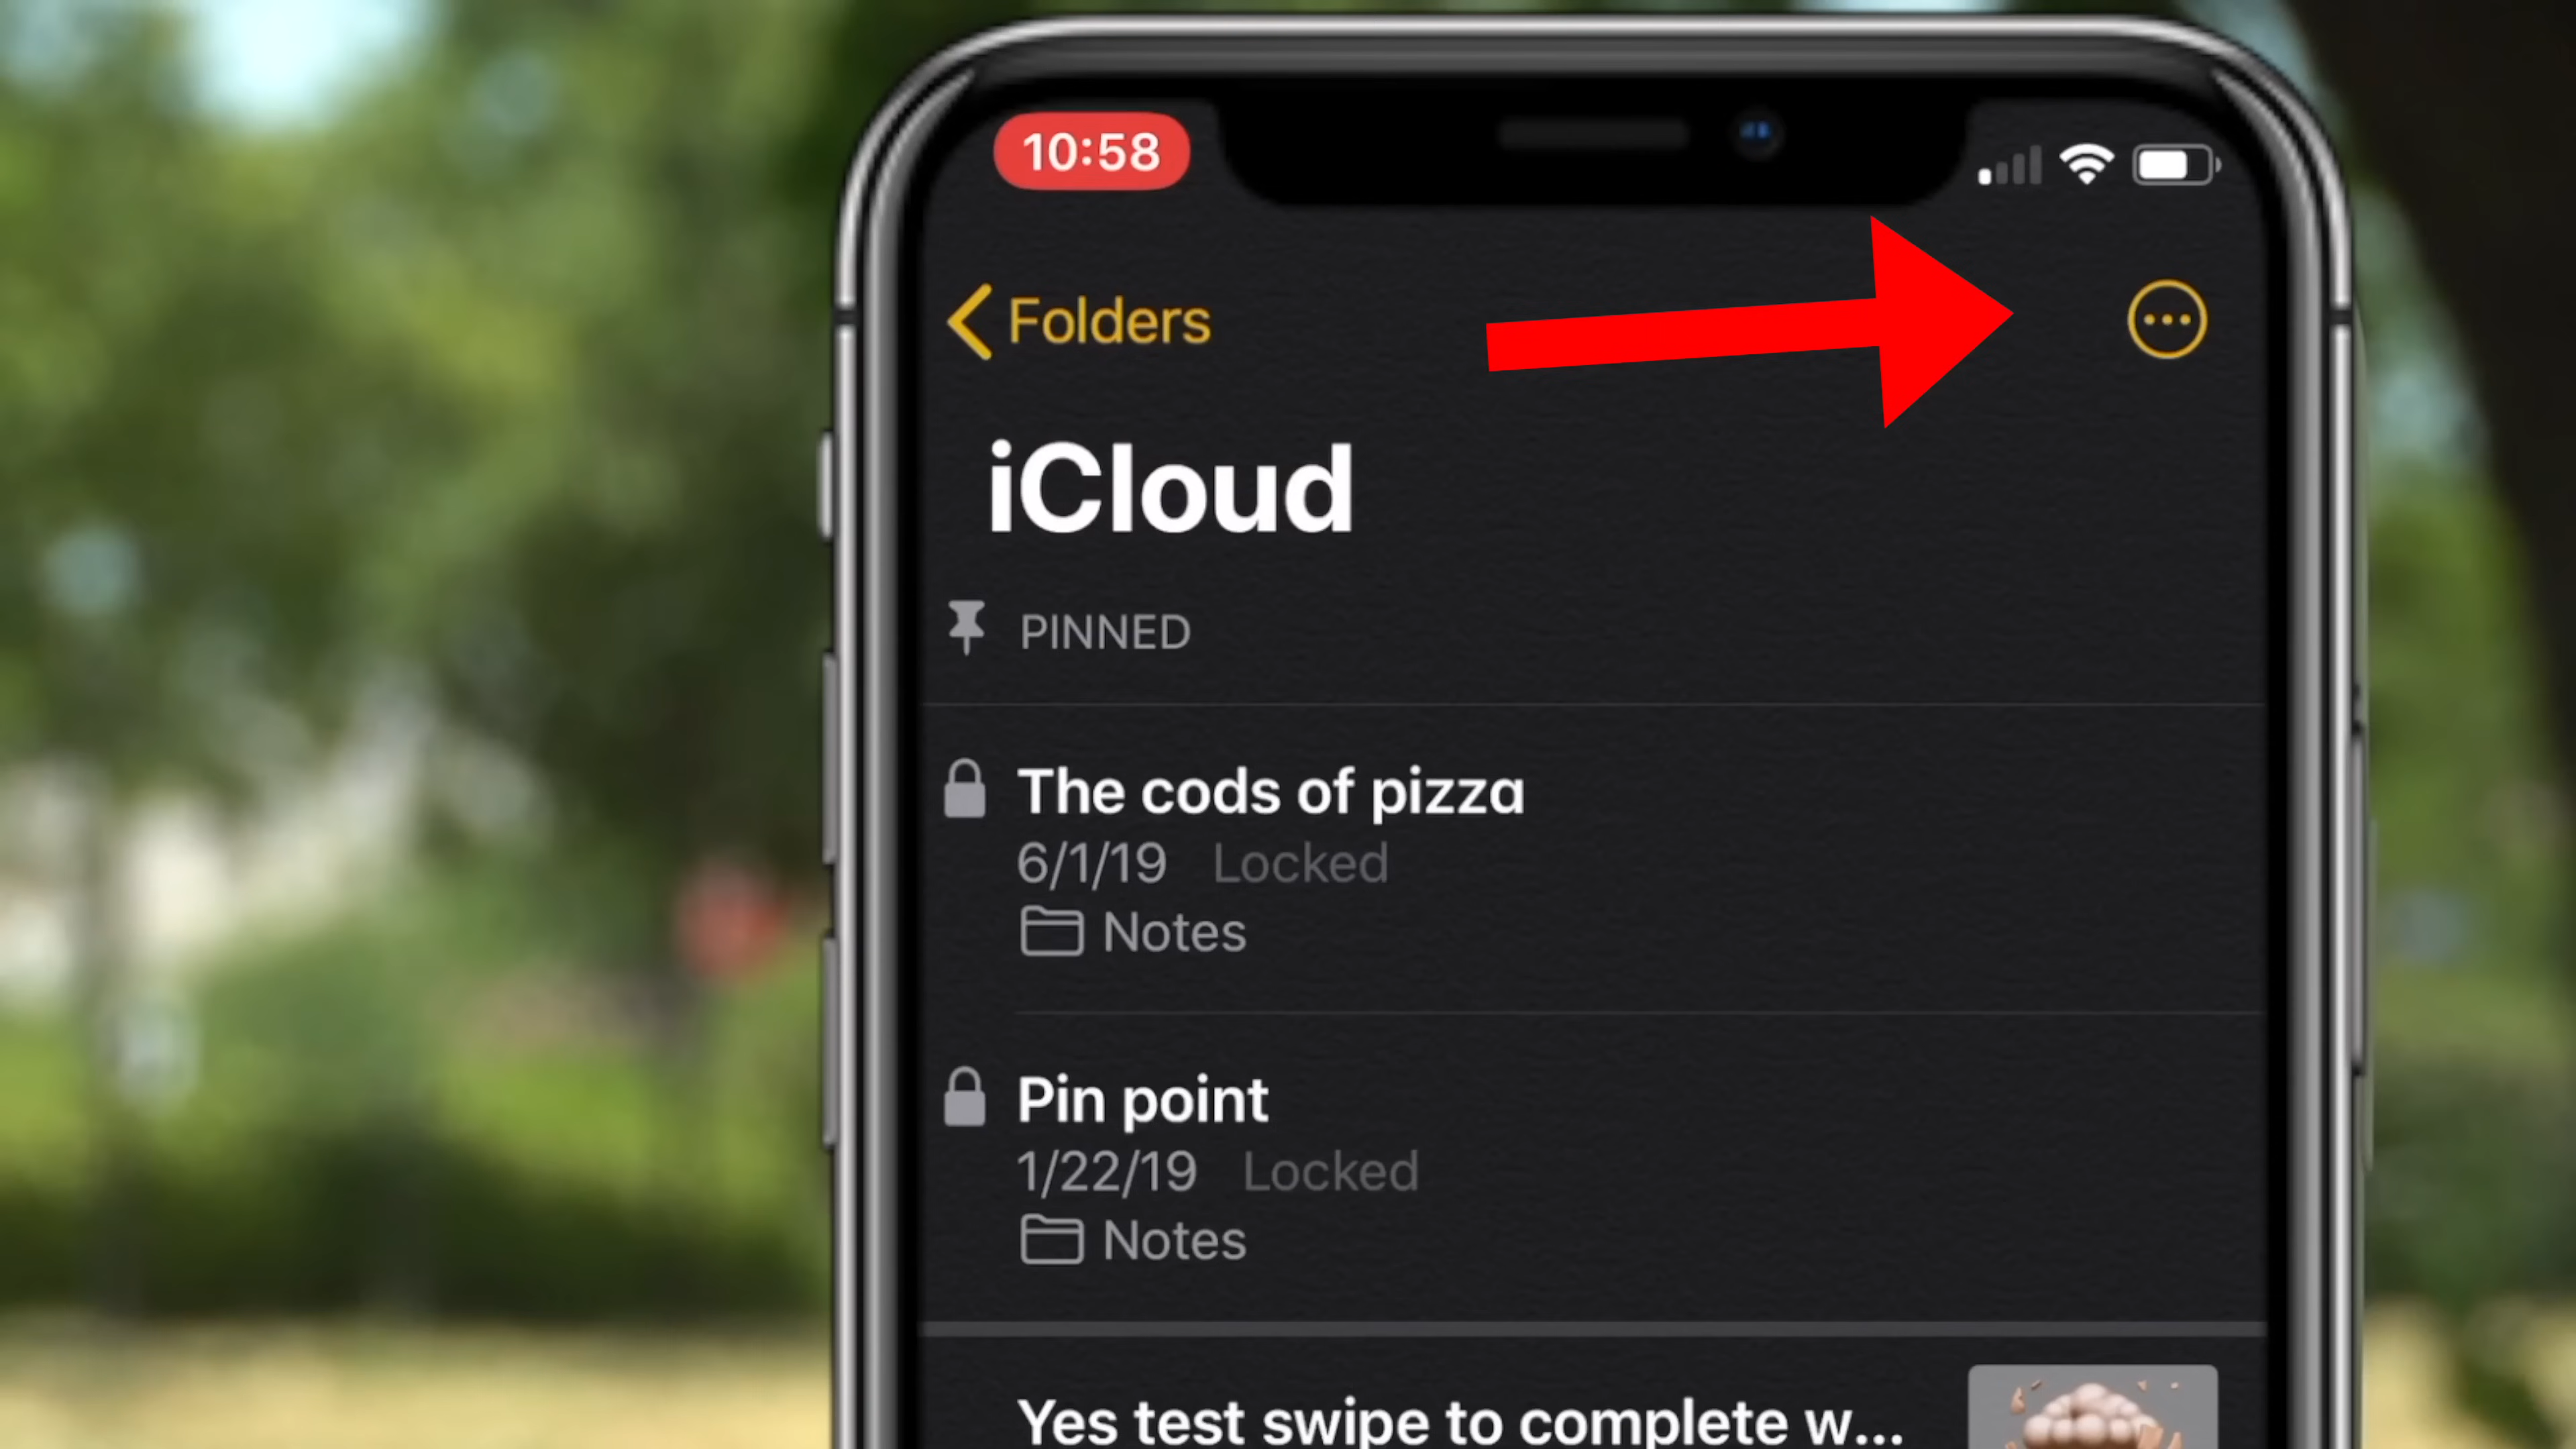 10:58
Folders
iCloud
PINNED
The cods of pizza
6/1/19 Locked
Notes
Pin point
1/22/19 Locked
Notes
Yes test swipe to complete w...